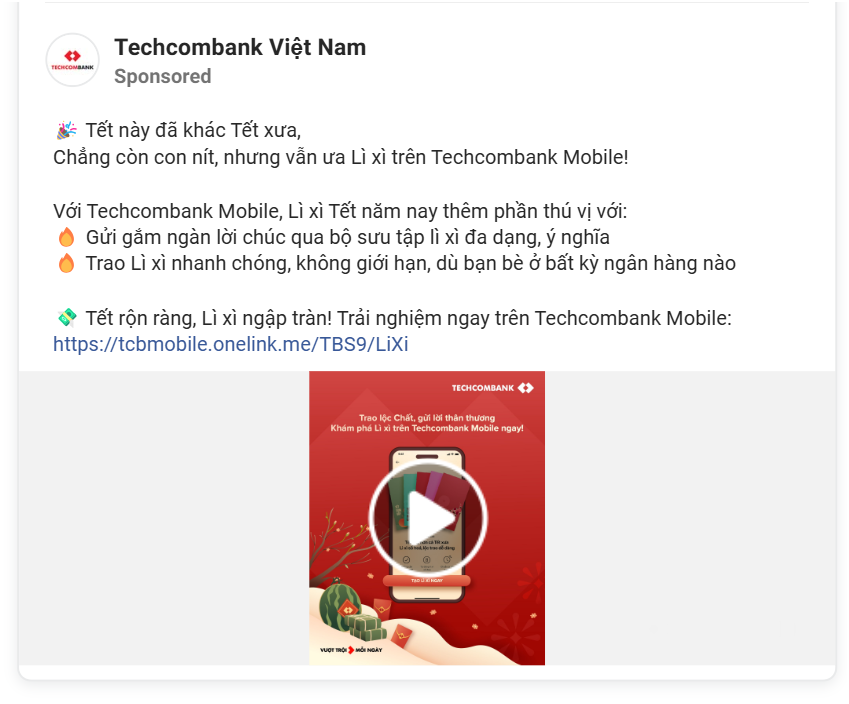 TECHCOMBANK
Techcombank Việt Nam
Sponsored
🎉 Tết này đã khác Tết xưa,
Chẳng còn con nít, nhưng vẫn ưa Lì xì trên Techcombank Mobile!
Với Techcombank Mobile, Lì xì Tết năm nay thêm phần thú vị với:
🔥 Gửi gắm ngàn lời chúc qua bộ sưu tập lì xì đa dạng, ý nghĩa
🔥 Trao Lì xì nhanh chóng, không giới hạn, dù bạn bè ở bất kỳ ngân hàng nào
💸 Tết rộn ràng, Lì xì ngập tràn! Trải nghiệm ngay trên Techcombank Mobile:
https://tcbmobile.onelink.me/TBS9/LiXi
TECHCOMBANK
Trao lộc Chất, gửi lời thân thương
Khám phá Lì xì trên Techcombank Mobile ngay!
TẠO LÌ XÌ NGAY
VƯỢT TRỘI MỖI NGÀY